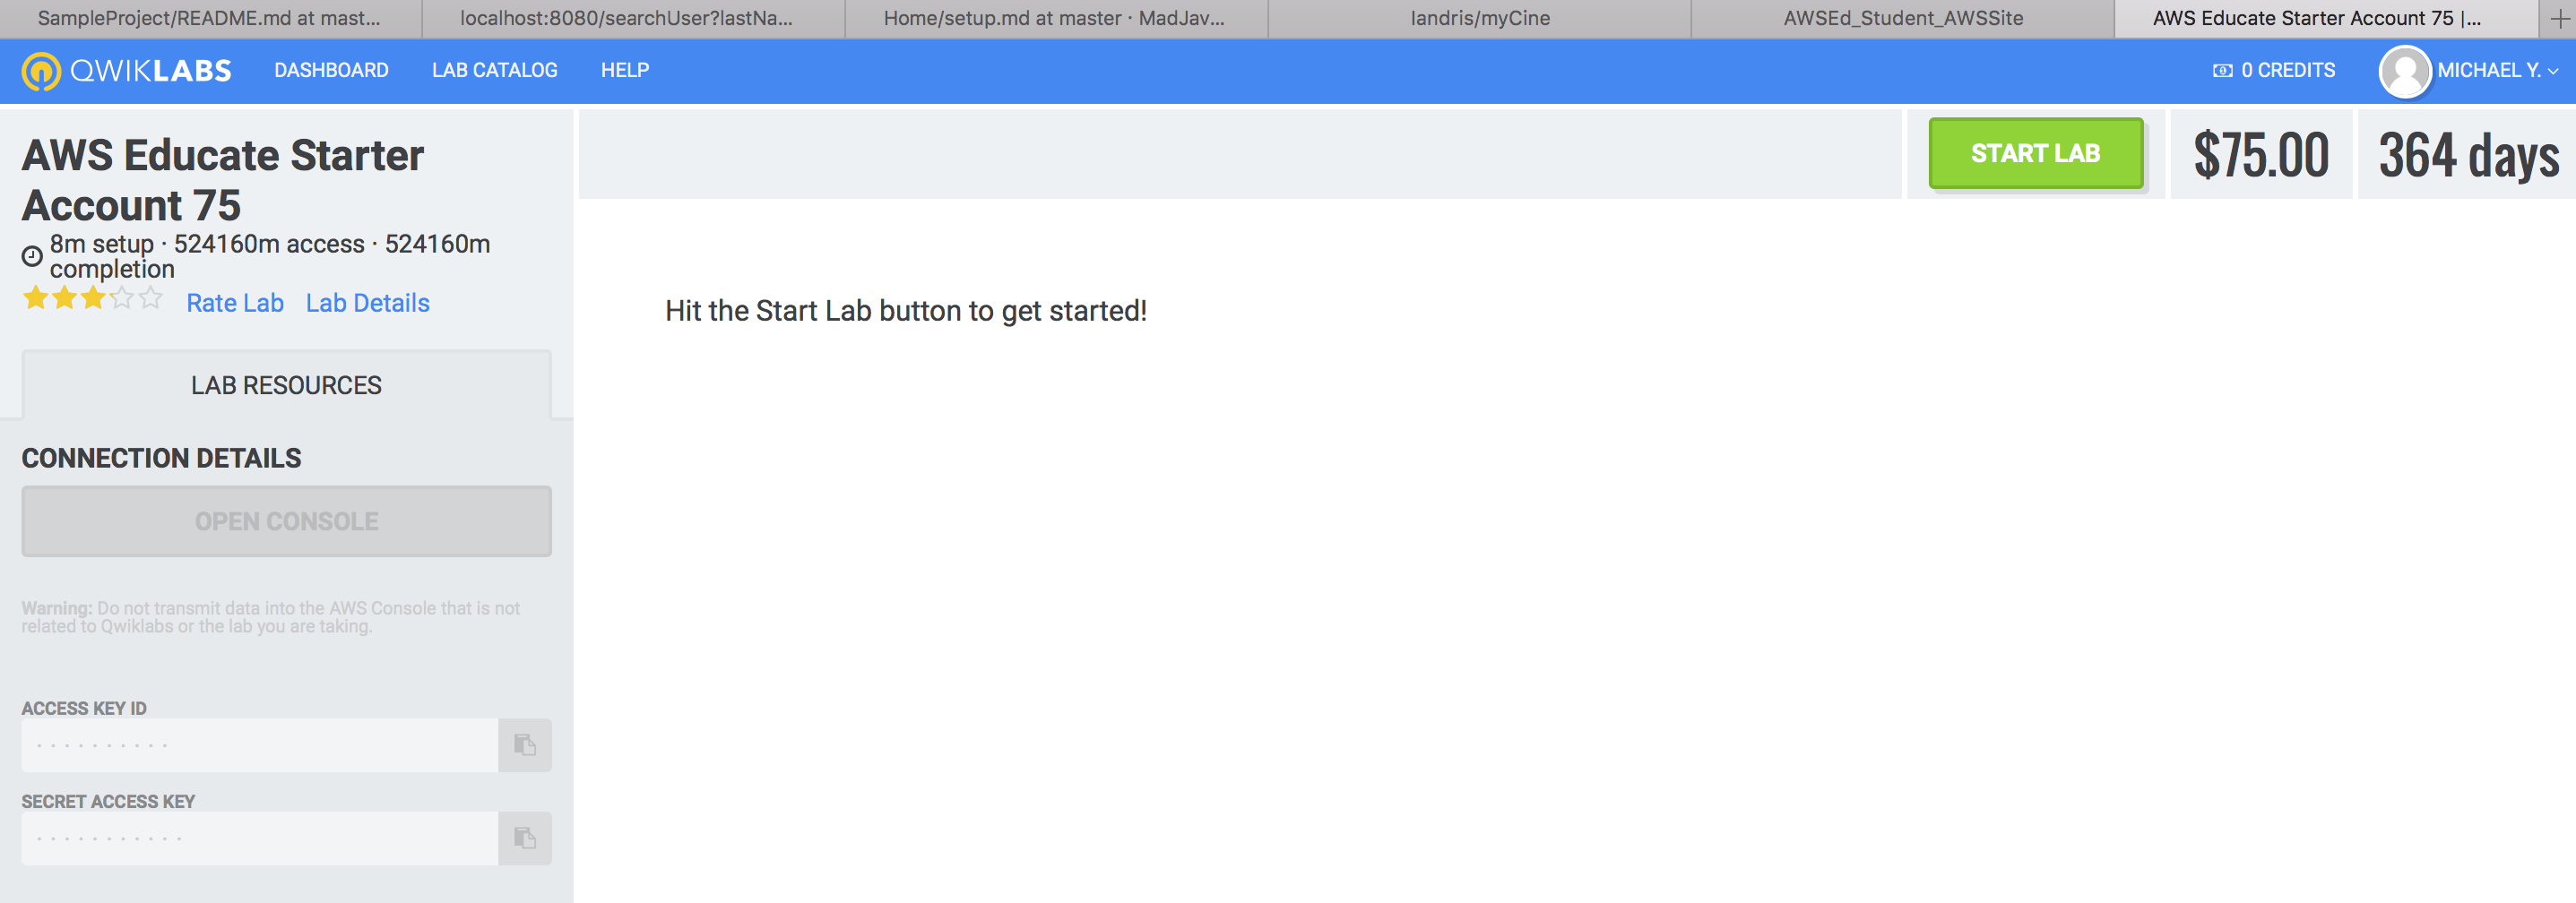 SampleProject/README.md at mast...
localhost:8080/searchUser?lastNa...
Home/setup.md at master · MadJav...
landris/myCine
AWSEd_Student_AWSSite
AWS Educate Starter Account 75 |...
QWIKLABS
DASHBOARD
LAB CATALOG
HELP
0 CREDITS
MICHAEL Y.
AWS Educate Starter
Account 75
8m setup · 524160m access · 524160m
completion
Rate Lab
Lab Details
START LAB
$75.00
364 days
Hit the Start Lab button to get started!
LAB RESOURCES
CONNECTION DETAILS
OPEN CONSOLE
Warning: Do not transmit data into the AWS Console that is not
related to Qwiklabs or the lab you are taking.
ACCESS KEY ID
SECRET ACCESS KEY